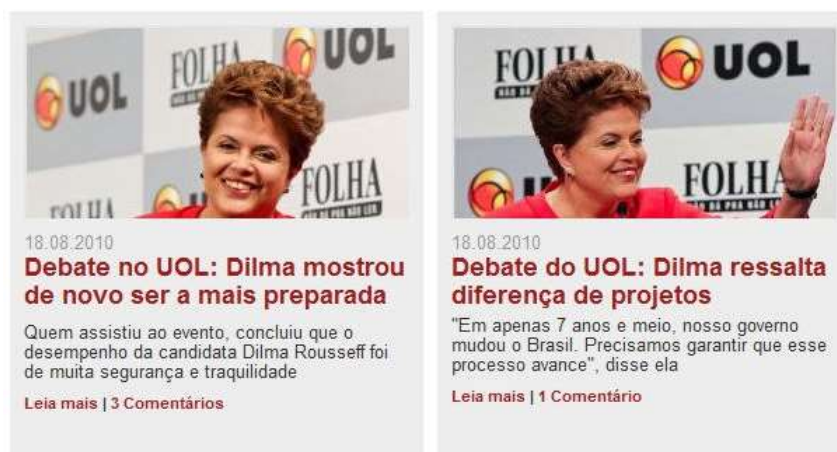 UOL
FOLHA
UOL
FOLHA
18.08.2010
Debate no UOL: Dilma mostrou
de novo ser a mais preparada
Quem assistiu ao evento, concluiu que o
desempenho da candidata Dilma Rousseff foi
de muita segurança e traquilidade
Leia mais | 3 Comentários
FOLHA
UOL
FOLHA
18.08.2010
Debate do UOL: Dilma ressalta
diferença de projetos
"Em apenas 7 anos e meio, nosso governo
mudou o Brasil. Precisamos garantir que esse
processo avance", disse ela
Leia mais | 1 Comentário